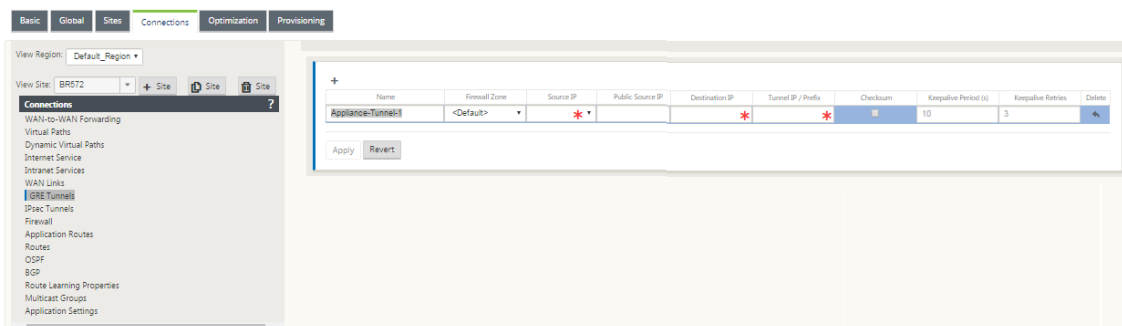 Basic Global Sites Connections Optimization Provisioning
View Region: Default_Region
View Site: BR572 + Site Site Site
Connections ?
WAN-to-WAN Forwarding
Virtual Paths
Dynamic Virtual Paths
Internet Service
Intranet Services
WAN Links
GRE Tunnels
IPsec Tunnels
Firewall
Application Routes
Routes
OSPF
BGP
Route Learning Properties
Multicast Groups
Application Settings
+
Name Firewall Zone Source IP Public Source IP Destination IP Tunnel IP / Prefix Checksum Keepalive Period (s) Keepalive Retries Delete
Appliance-Tunnel-1 <Default> * * * 10 3
Apply Revert